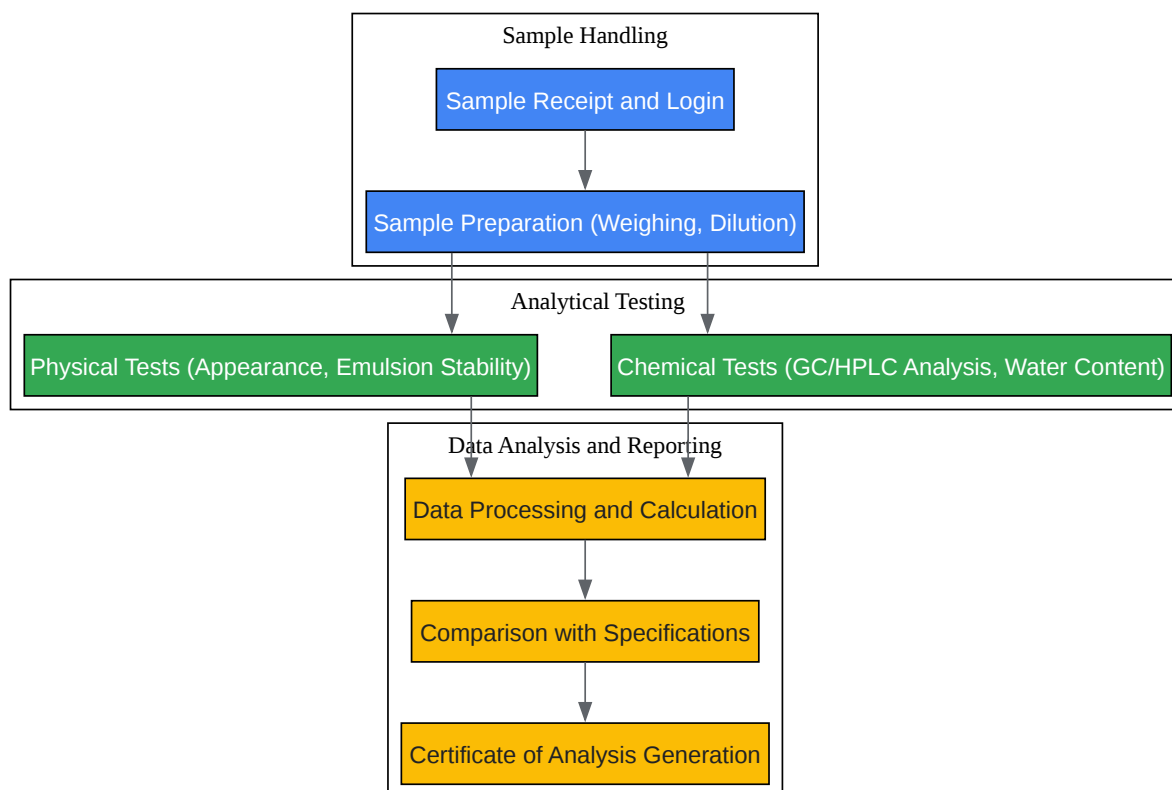 Sample Handling
Sample Receipt and Login
Sample Preparation (Weighing, Dilution)
Analytical Testing
Physical Tests (Appearance, Emulsion Stability)
Chemical Tests (GC/HPLC Analysis, Water Content)
Data Analysis and Reporting
Data Processing and Calculation
Comparison with Specifications
Certificate of Analysis Generation